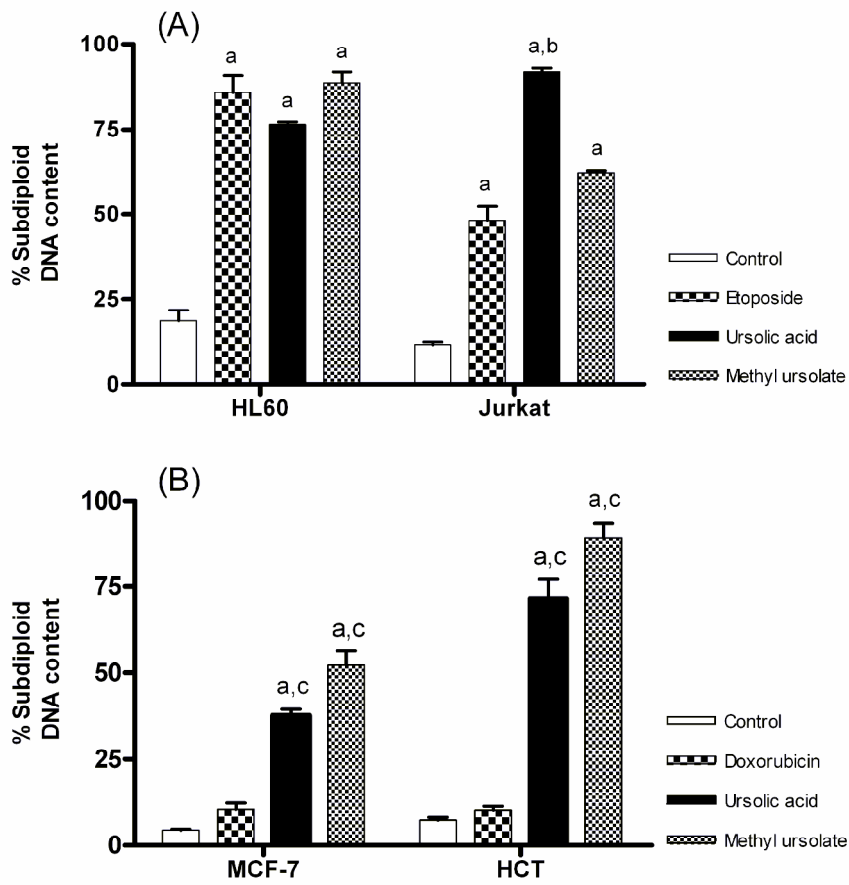 (A)
100
75
50
25
0
% Subdiploid
DNA content
a
a
a
a
a,b
a
HL60
Jurkat
Control
Etoposide
Ursolic acid
Methyl ursolate
(B)
100
75
50
25
0
% Subdiploid
DNA content
a,c
a,c
a,c
a,c
MCF-7
HCT
Control
Doxorubicin
Ursolic acid
Methyl ursolate